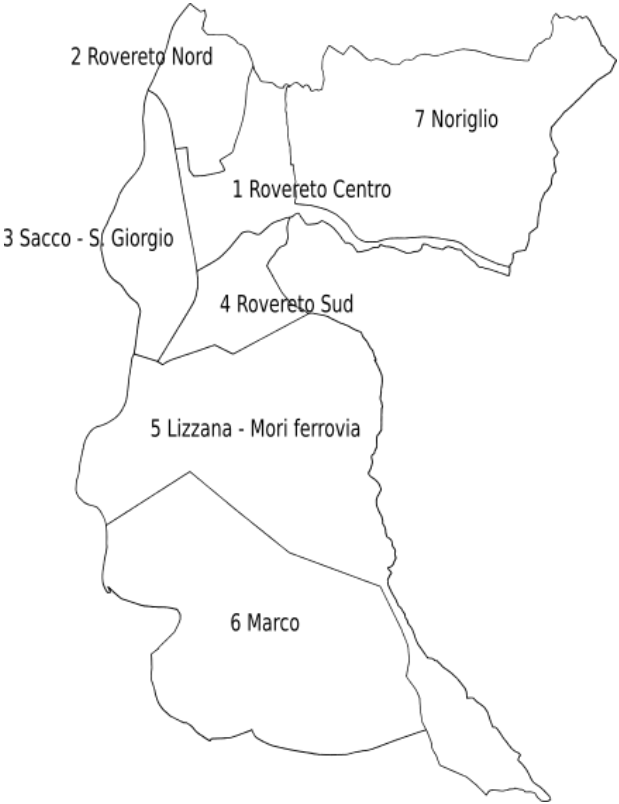 2 Rovereto Nord
7 Noriglio
1 Rovereto Centro
3 Sacco - S. Giorgio
4 Rovereto Sud
5 Lizzana - Mori ferrovia
6 Marco